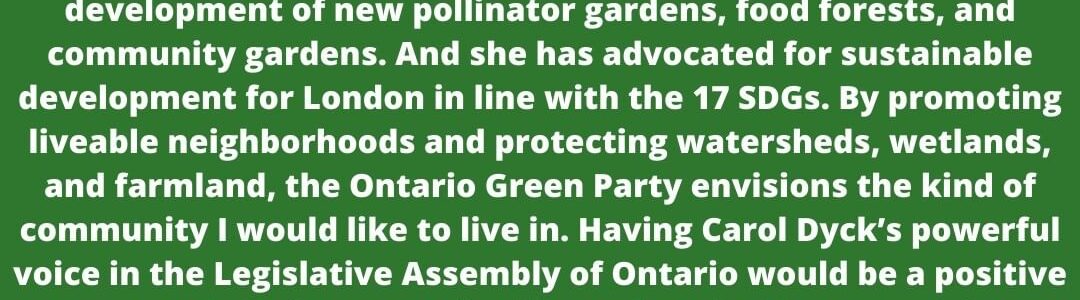 development of new pollinator gardens, food forests, and
community gardens. And she has advocated for sustainable
development for London in line with the 17 SDGs. By promoting
liveable neighborhoods and protecting watersheds, wetlands,
and farmland, the Ontario Green Party envisions the kind of
community I would like to live in. Having Carol Dyck’s powerful
voice in the Legislative Assembly of Ontario would be a positive